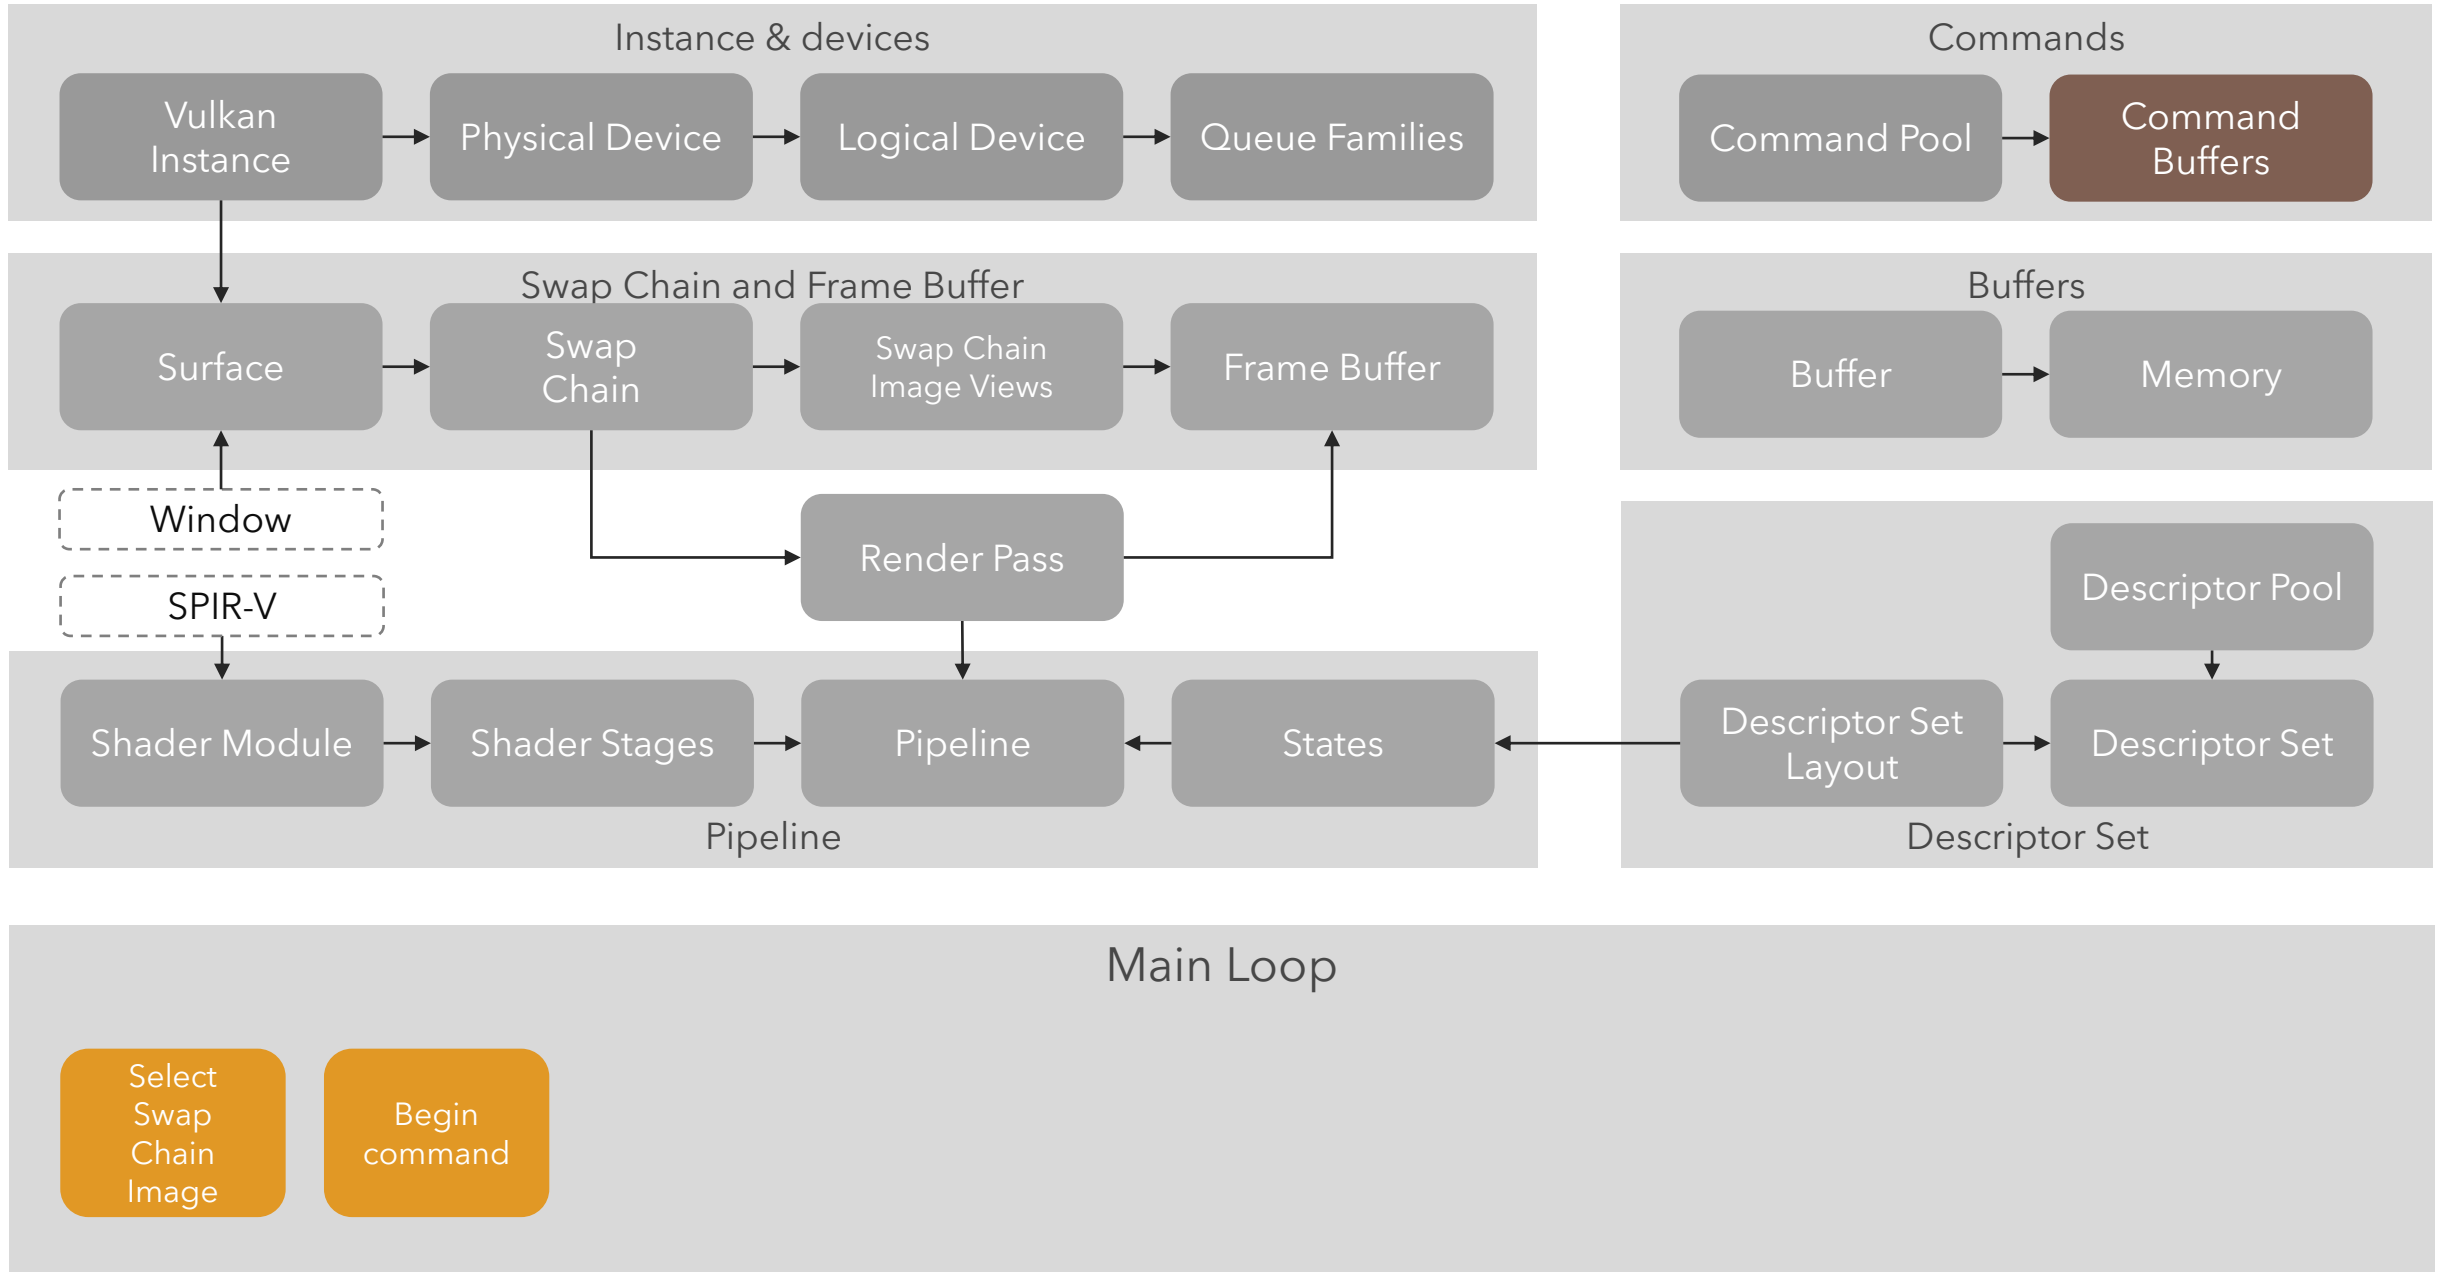 Instance & devices
Vulkan
Instance
Physical Device
Logical Device
Queue Families
Commands
Command Pool
Command
Buffers
Swap Chain and Frame Buffer
Surface
Swap
Chain
Swap Chain
Image Views
Frame Buffer
Buffers
Buffer
Memory
Window
SPIR-V
Render Pass
Shader Module
Shader Stages
Pipeline
States
Pipeline
Descriptor Pool
Descriptor Set
Layout
Descriptor Set
Descriptor Set
Main Loop
Select
Swap
Chain
Image
Begin
command